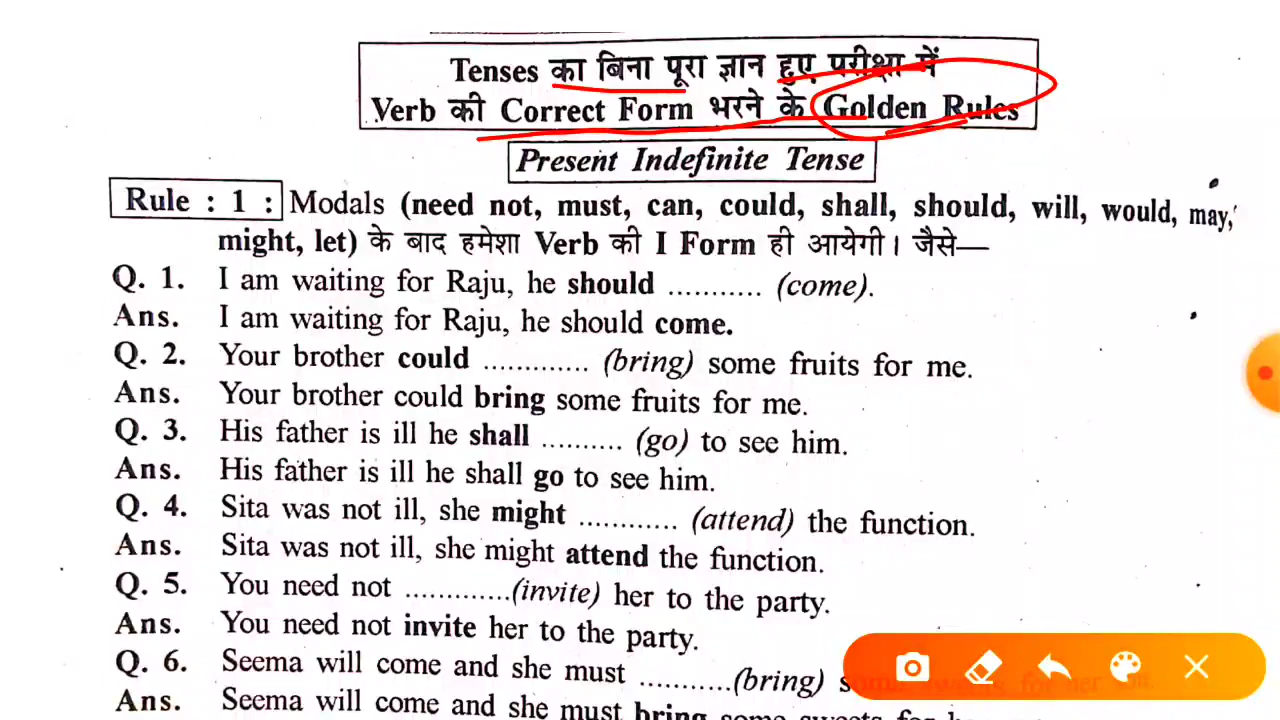 Tenses का बिना पूरा ज्ञान हुए परीक्षा में
Verb की Correct Form भरने के Golden Rules
Present Indefinite Tense
Rule : 1 : Modals (need not, must, can, could, shall, should, will, would, may,
might, let) के बाद हमेशा Verb की I Form ही आयेगी। जैसे—
Q. 1. I am waiting for Raju, he should ........... (come).
Ans. I am waiting for Raju, he should come.
Q. 2. Your brother could ............. (bring) some fruits for me.
Ans. Your brother could bring some fruits for me.
Q. 3. His father is ill he shall .......... (go) to see him.
Ans. His father is ill he shall go to see him.
Q. 4. Sita was not ill, she might ............ (attend) the function.
Ans. Sita was not ill, she might attend the function.
Q. 5. You need not .............(invite) her to the party.
Ans. You need not invite her to the party.
Q. 6. Seema will come and she must ...........(bring)
Ans. Seema will come and she must bring some sweets for